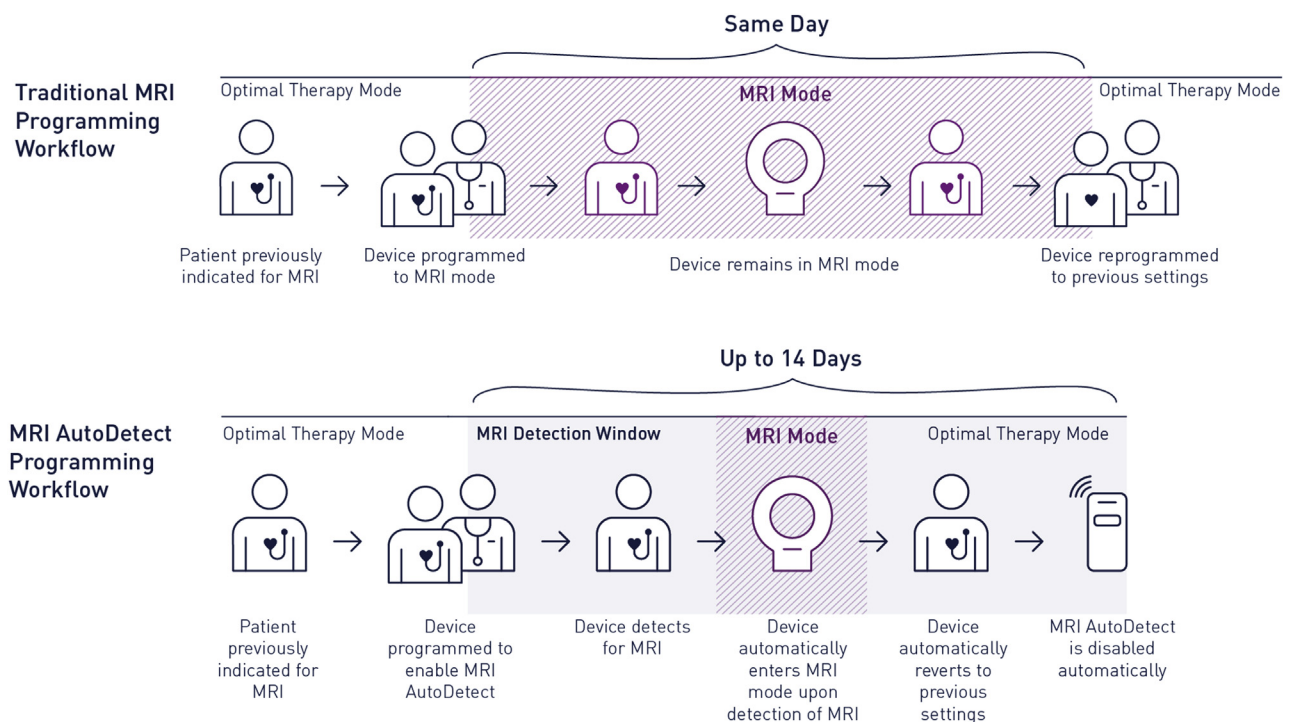 Same Day
Traditional MRI
Programming
Workflow
Optimal Therapy Mode
MRI Mode
Optimal Therapy Mode
Patient previously
indicated for MRI
Device programmed
to MRI mode
Device remains in MRI mode
Device reprogrammed
to previous settings
Up to 14 Days
MRI AutoDetect
Programming
Workflow
Optimal Therapy Mode
MRI Detection Window
MRI Mode
Optimal Therapy Mode
Patient
previously
indicated for
MRI
Device
programmed to
enable MRI
AutoDetect
Device detects
for MRI
Device
automatically
enters MRI
mode upon
detection of MRI
Device
automatically
reverts to
previous
settings
MRI AutoDetect
is disabled
automatically